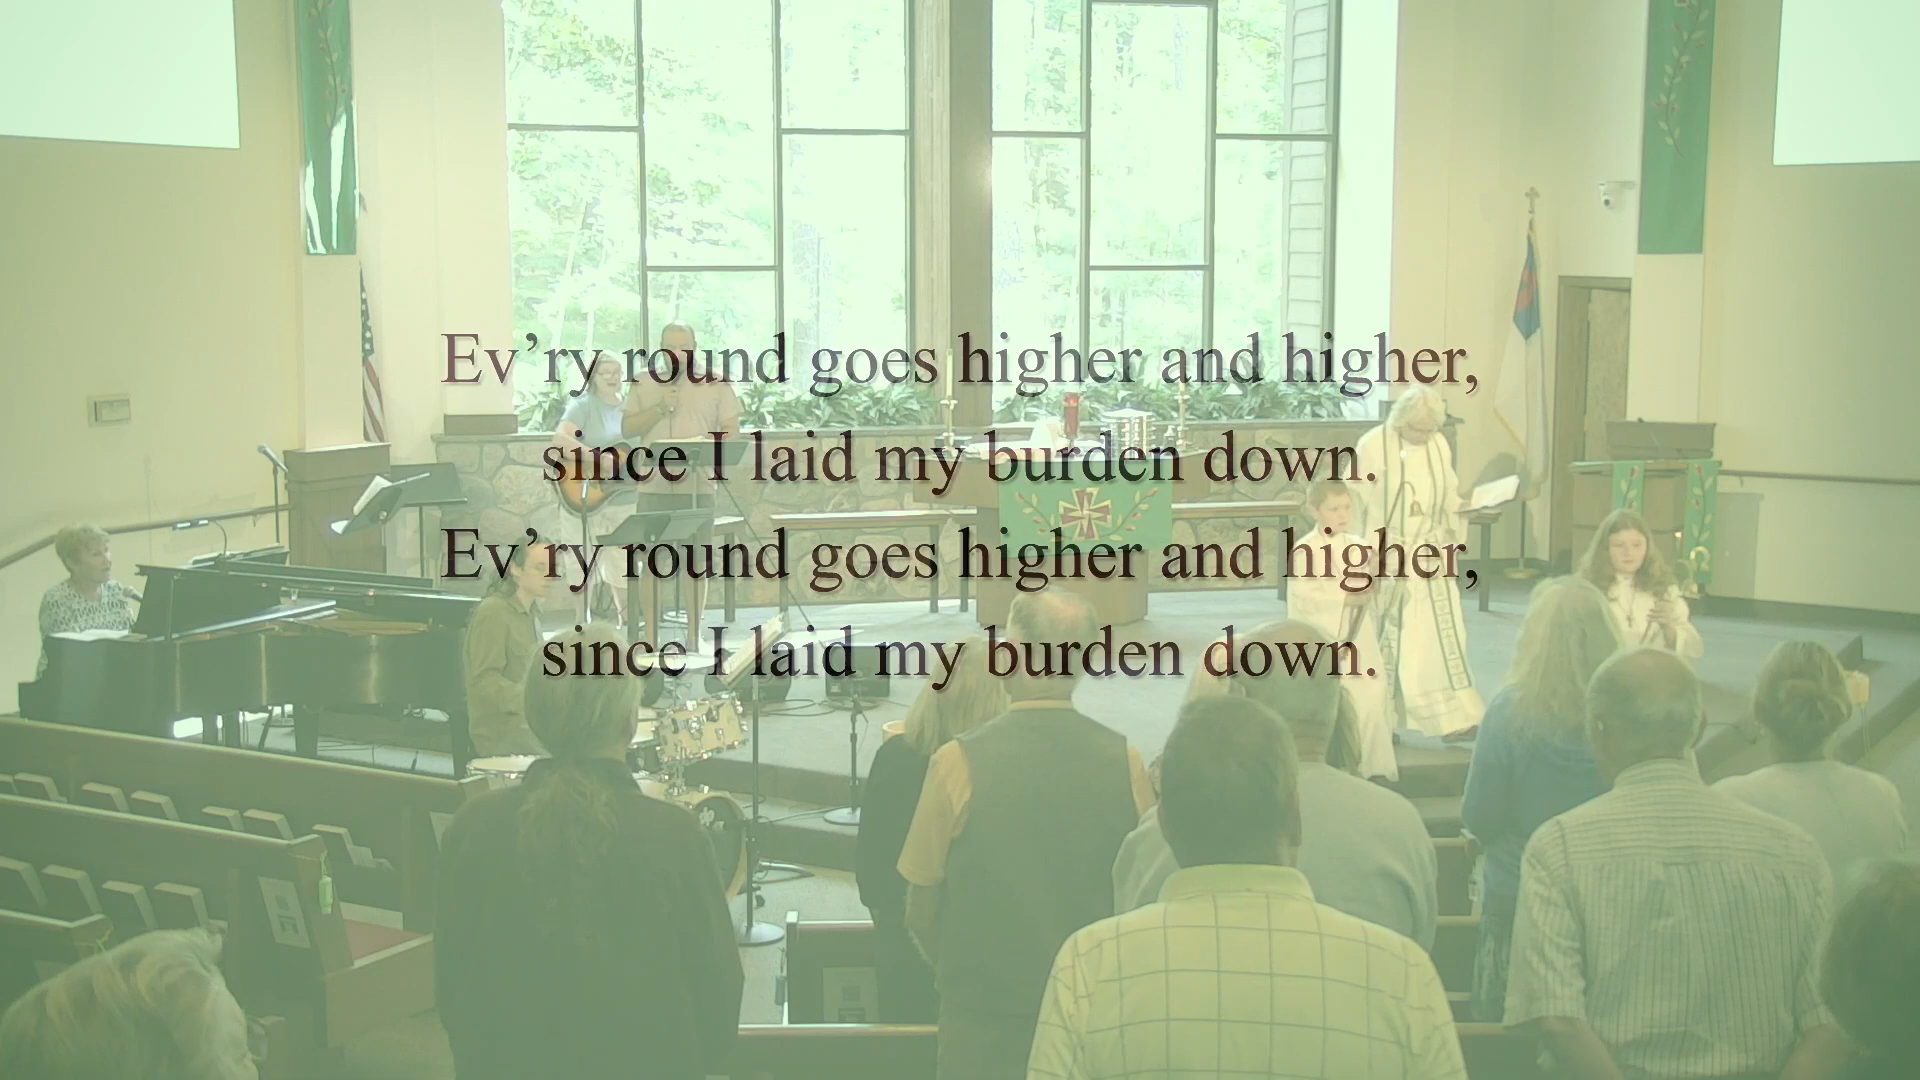 Ev’ry round goes higher and higher,
since I laid my burden down.
Ev’ry round goes higher and higher,
since I laid my burden down.